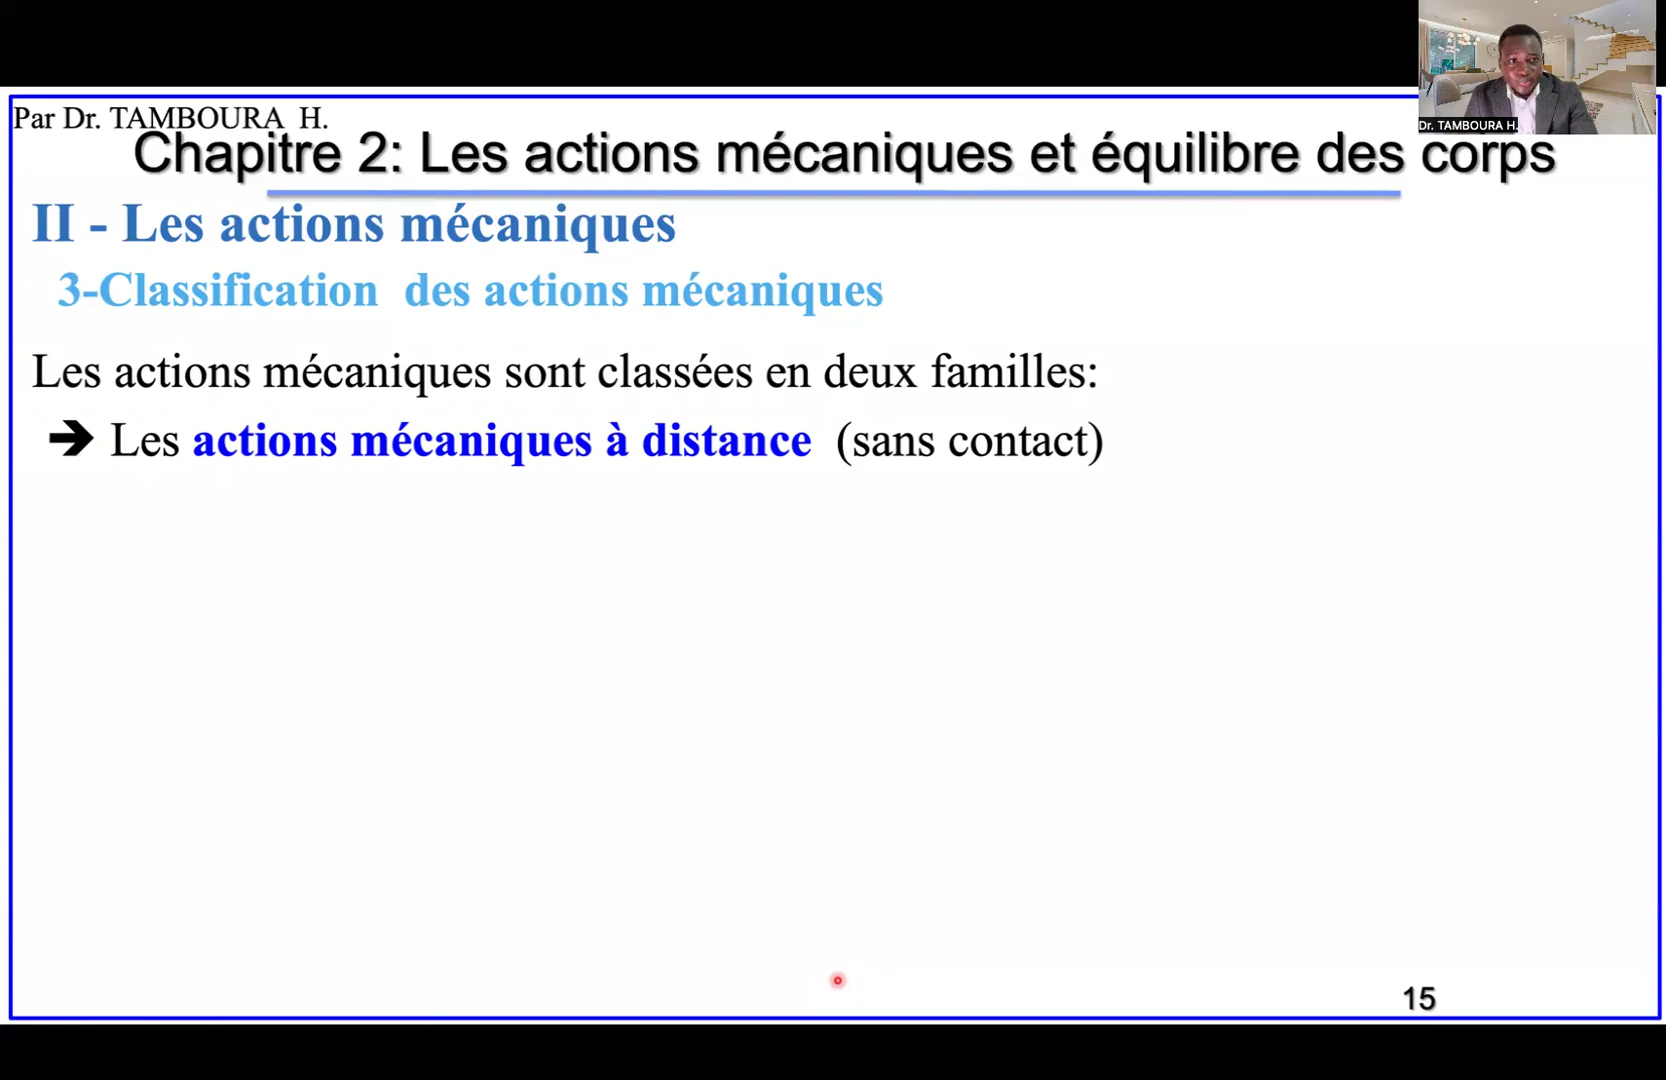 Dr. TAMBOURA H.
Par Dr. TAMBOURA H.
Chapitre 2: Les actions mécaniques et équilibre des corps
II - Les actions mécaniques
3-Classification des actions mécaniques
Les actions mécaniques sont classées en deux familles:
➔ Les actions mécaniques à distance (sans contact)
15